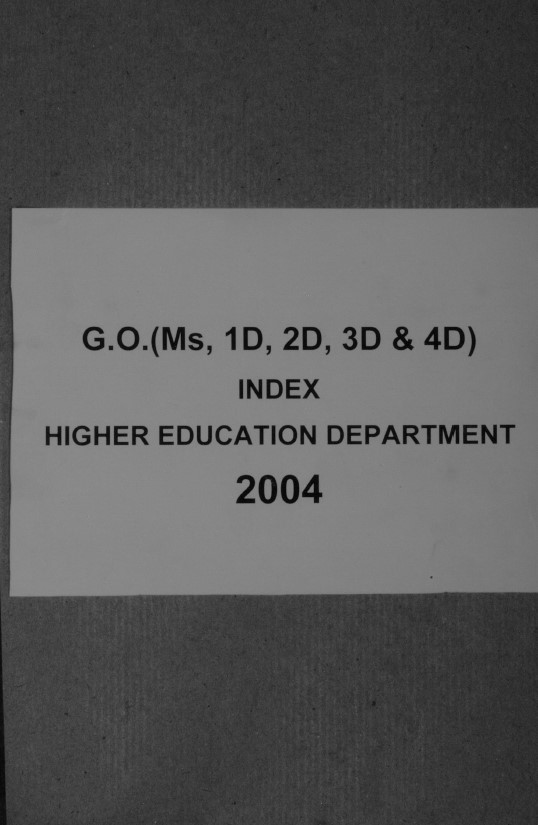 G.O.(Ms, 1D, 2D, 3D & 4D)
INDEX
HIGHER EDUCATION DEPARTMENT
2004